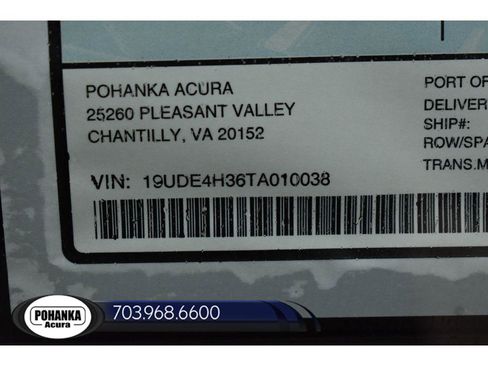 POHANKA ACURA
25260 PLEASANT VALLEY
CHANTILLY, VA 20152
VIN: 19UDE4H36TA010038
PORT OF
DELIVER
SHIP#:
ROW/SPA
TRANS.M
POHANKA
Acura
703.968.6600